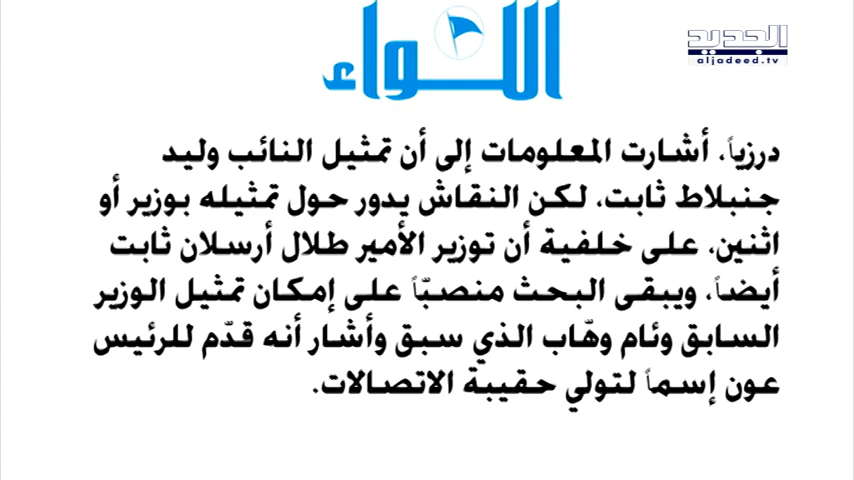 اللواء
الجديد
aljadeed.tv
درزياً، أشارت المعلومات إلى أن تمثيل النائب وليد
جنبلاط ثابت، لكن النقاش يدور حول تمثيله بوزير أو
اثنين، على خلفية أن توزير الأمير طلال أرسلان ثابت
أيضاً، ويبقى البحث منصبّاً على إمكان تمثيل الوزير
السابق وئام وهّاب الذي سبق وأشار أنه قدّم للرئيس
عون إسماً لتولي حقيبة الاتصالات.